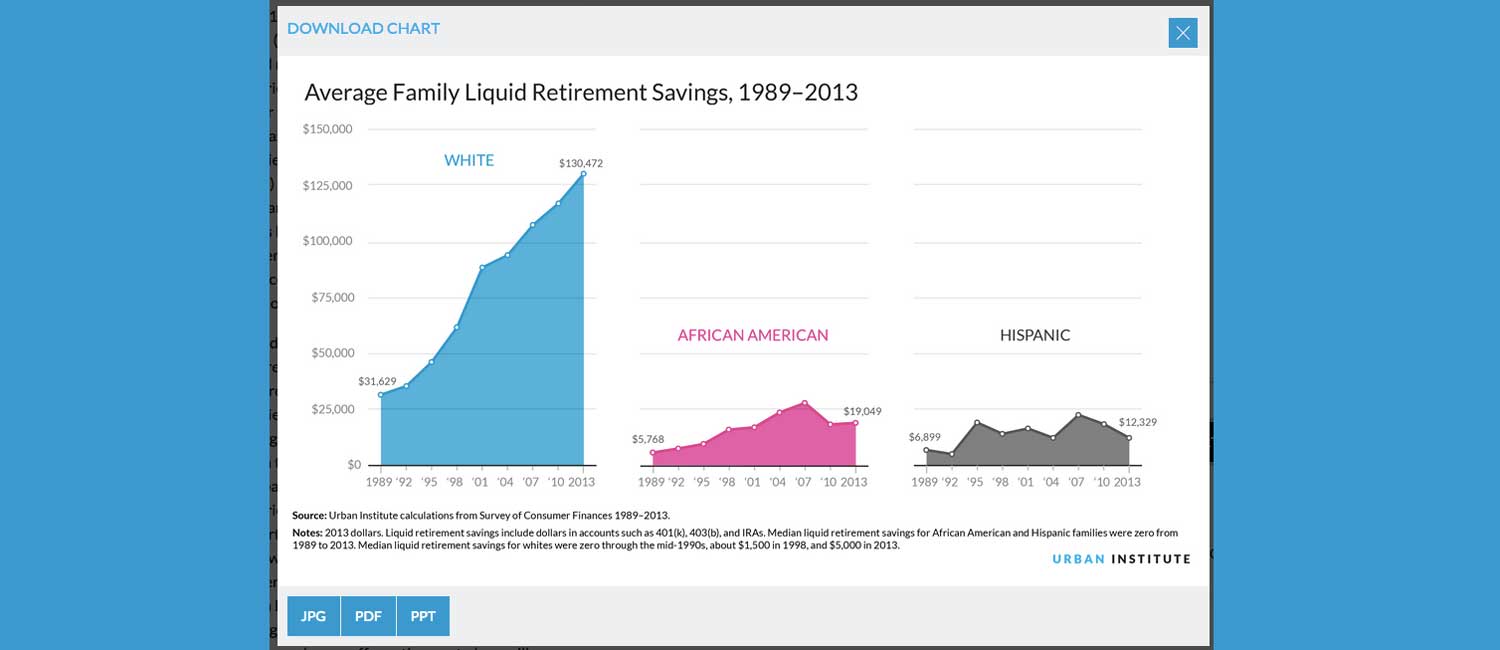 DOWNLOAD CHART
Average Family Liquid Retirement Savings, 1989–2013
$150,000
$125,000
$100,000
$75,000
$50,000
$25,000
$0
WHITE
$130,472
$31,629
1989 '92 '95 '98 '01 '04 '07 '10 2013
AFRICAN AMERICAN
$5,768
$19,049
1989 '92 '95 '98 '01 '04 '07 '10 2013
HISPANIC
$6,899
$12,329
1989 '92 '95 '98 '01 '04 '07 '10 2013
Source: Urban Institute calculations from Survey of Consumer Finances 1989–2013.
Notes: 2013 dollars. Liquid retirement savings include dollars in accounts such as 401(k), 403(b), and IRAs. Median liquid retirement savings for African American and Hispanic families were zero from
1989 to 2013. Median liquid retirement savings for whites were zero through the mid-1990s, about $1,500 in 1998, and $5,000 in 2013.
URBAN INSTITUTE
JPG PDF PPT